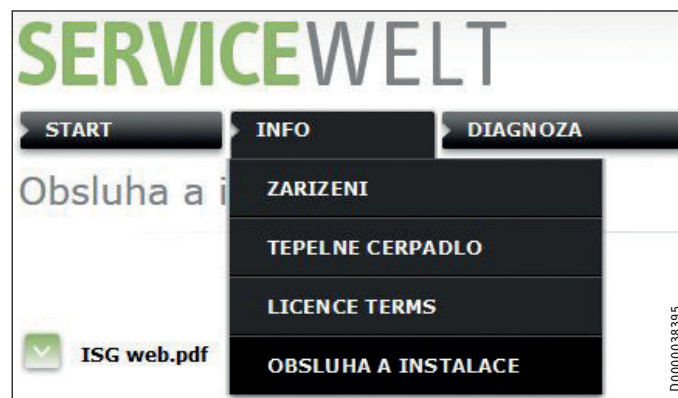 SERVICEWELT
START INFO DIAGNOZA
Obsluha a i
ZARIZENI
TEPELNE CERPADLO
LICENCE TERMS
OBSLUHA A INSTALACE
ISG web.pdf
D0000038395